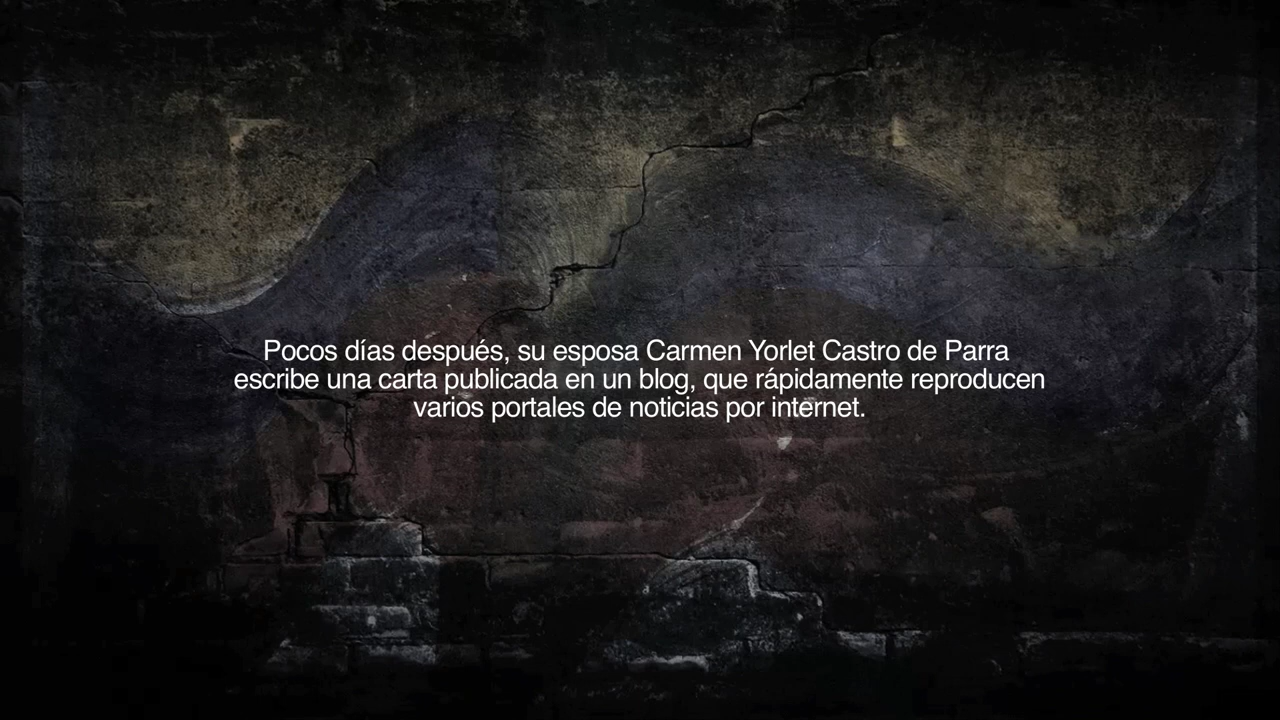 Pocos días después, su esposa Carmen Yorlet Castro de Parra
escribe una carta publicada en un blog, que rápidamente reproducen
varios portales de noticias por internet.